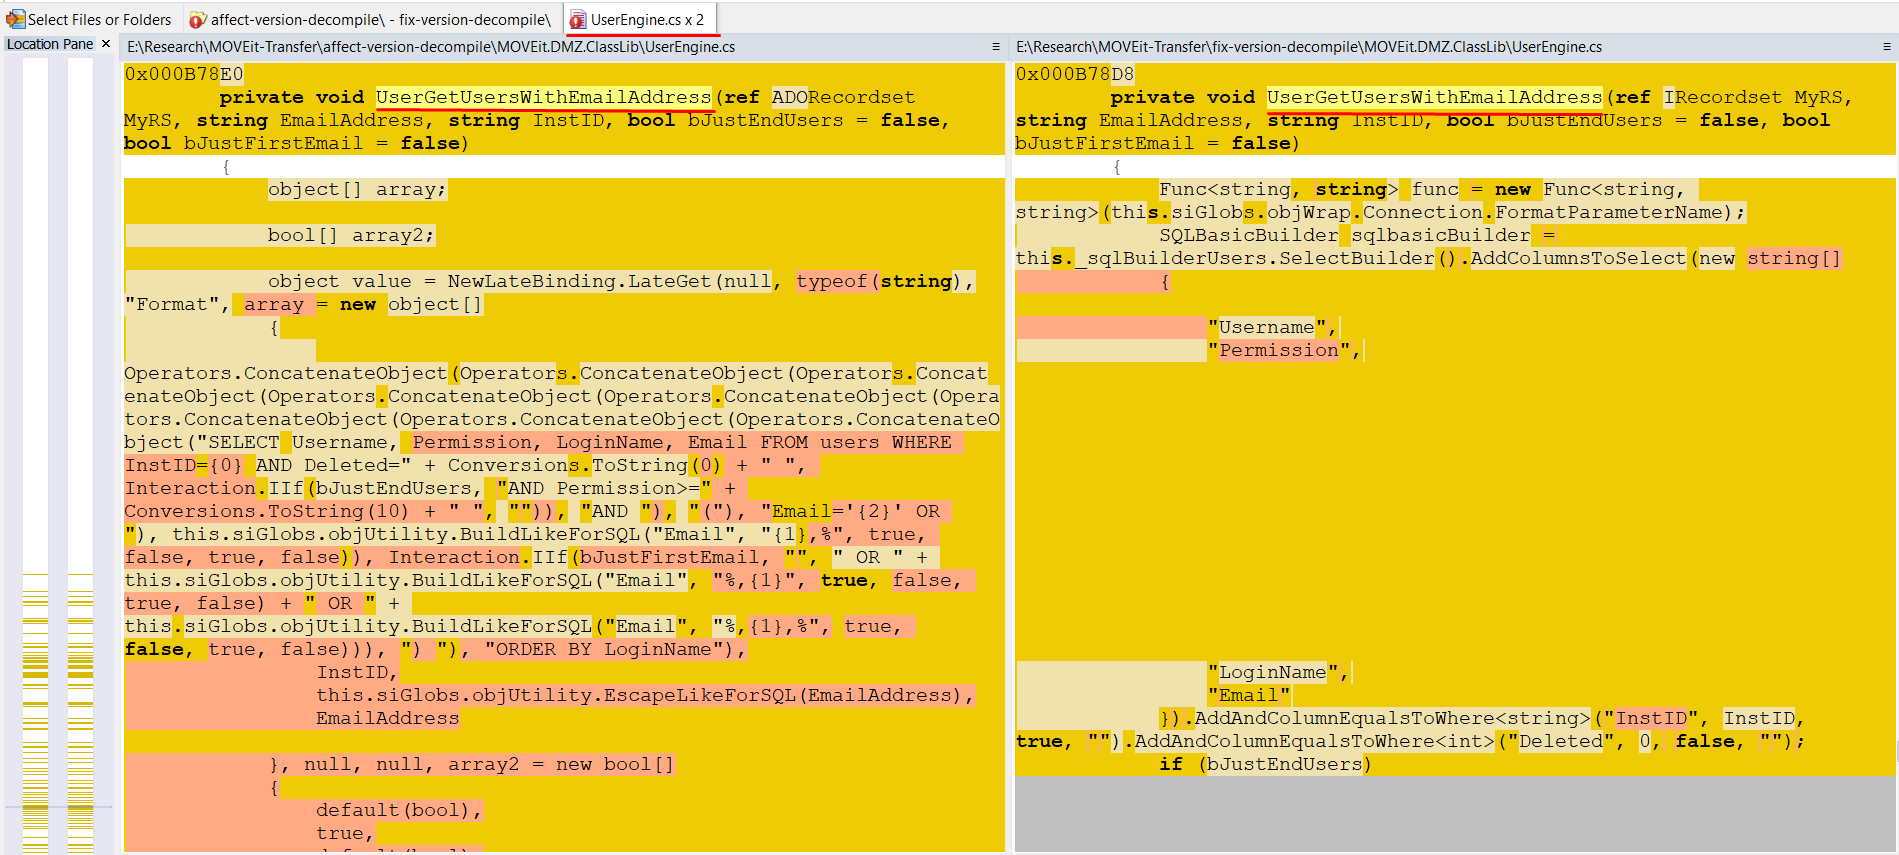 Select Files or Folders
affect-version-decompile\ - fix-version-decompile\
UserEngine.cs x 2
Location Pane x
E:\Research\MOVEit-Transfer\affect-version-decompile\MOVEit.DMZ.ClassLib\UserEngine.cs
0x000B78E0
private void UserGetUsersWithEmailAddress(ref ADORecordset
MyRS, string EmailAddress, string InstID, bool bJustEndUsers = false,
bool bJustFirstEmail = false)
{
object[] array;
bool[] array2;
object value = NewLateBinding.LateGet(null, typeof(string),
"Format", array = new object[]
{
Operators.ConcatenateObject(Operators.ConcatenateObject(Operators.Concat
enateObject(Operators.ConcatenateObject(Operators.ConcatenateObject(Opera
tors.ConcatenateObject(Operators.ConcatenateObject(Operators.ConcatenateO
bject("SELECT Username, Permission, LoginName, Email FROM users WHERE
InstID={0} AND Deleted=" + Conversions.ToString(0) + " ",
Interaction.IIf(bJustEndUsers, "AND Permission>=" +
Conversions.ToString(10) + " ", "")), "AND "), "("), "Email='{2}' OR
"), this.siGlobs.objUtility.BuildLikeForSQL("Email", "{1},%", true,
false, true, false)), Interaction.IIf(bJustFirstEmail, "", " OR " +
this.siGlobs.objUtility.BuildLikeForSQL("Email", "%,{1}", true, false,
true, false) + " OR " +
this.siGlobs.objUtility.BuildLikeForSQL("Email", "%,{1},%", true,
false, true, false))), ") "), "ORDER BY LoginName"),
InstID,
this.siGlobs.objUtility.EscapeLikeForSQL(EmailAddress),
EmailAddress
}, null, null, array2 = new bool[]
{
default(bool),
true,
default(bool)
E:\Research\MOVEit-Transfer\fix-version-decompile\MOVEit.DMZ.ClassLib\UserEngine.cs
0x000B78D8
private void UserGetUsersWithEmailAddress(ref IRecordset MyRS,
string EmailAddress, string InstID, bool bJustEndUsers = false, bool
bJustFirstEmail = false)
{
Func<string, string> func = new Func<string,
string>(this.siGlobs.objWrap.Connection.FormatParameterName);
SQLBasicBuilder sqlbasicBuilder =
this._sqlBuilderUsers.SelectBuilder().AddColumnsToSelect(new string[]
{
"Username",
"Permission",
"LoginName",
"Email"
}).AddAndColumnEqualsToWhere<string>("InstID", InstID,
true, "").AddAndColumnEqualsToWhere<int>("Deleted", 0, false, "");
if (bJustEndUsers)